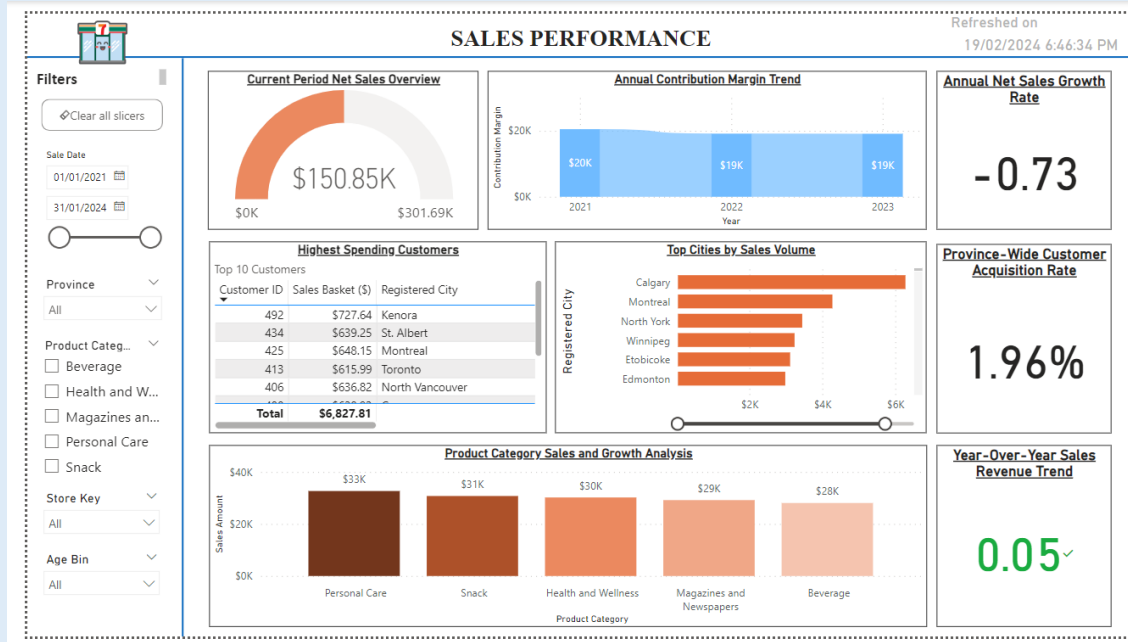 7
SALES PERFORMANCE
Refreshed on
19/02/2024 6:46:34 PM
Filters
Clear all slicers
Sale Date
01/01/2021
31/01/2024
Province
All
Product Categ...
Beverage
Health and W...
Magazines an...
Personal Care
Snack
Store Key
All
Age Bin
All
Current Period Net Sales Overview
$150.85K
$0K
$301.69K
Annual Contribution Margin Trend
Contribution Margin
$20K
$0K
$20K
$19K
$19K
2021
2022
2023
Year
Annual Net Sales Growth
Rate
-0.73
Highest Spending Customers
Top 10 Customers
Customer ID Sales Basket ($) Registered City
492 $727.64 Kenora
434 $639.25 St. Albert
425 $648.15 Montreal
413 $615.99 Toronto
406 $636.82 North Vancouver
Total $6,827.81
Top Cities by Sales Volume
Registered City
Calgary
Montreal
North York
Winnipeg
Etobicoke
Edmonton
$2K
$4K
$6K
Province-Wide Customer
Acquisition Rate
1.96%
Product Category Sales and Growth Analysis
Sales Amount
$40K
$20K
$0K
$33K
$31K
$30K
$29K
$28K
Personal Care
Snack
Health and Wellness
Magazines and
Newspapers
Beverage
Product Category
Year-Over-Year Sales
Revenue Trend
0.05